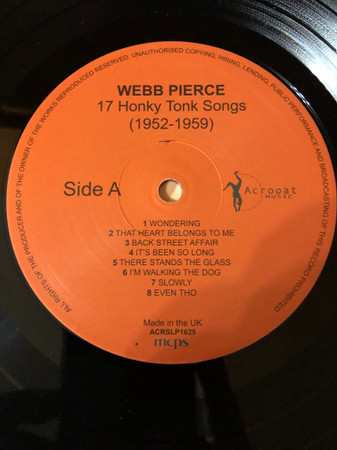 WEBB PIERCE
17 Honky Tonk Songs
(1952-1959)
Side A
Acrobat
MUSIC
1 WONDERING
2 THAT HEART BELONGS TO ME
3 BACK STREET AFFAIR
4 IT'S BEEN SO LONG
5 THERE STANDS THE GLASS
6 I'M WALKING THE DOG
7 SLOWLY
8 EVEN THO
Made in the UK
ACRSLP1625
mcps
ALL RIGHTS OF THE PRODUCER AND OF THE OWNER OF THE WORKS REPRODUCED RESERVED. UNAUTHORISED COPYING, HIRING, LENDING, PUBLIC PERFORMANCE AND BROADCASTING OF THIS RECORD PROHIBITED